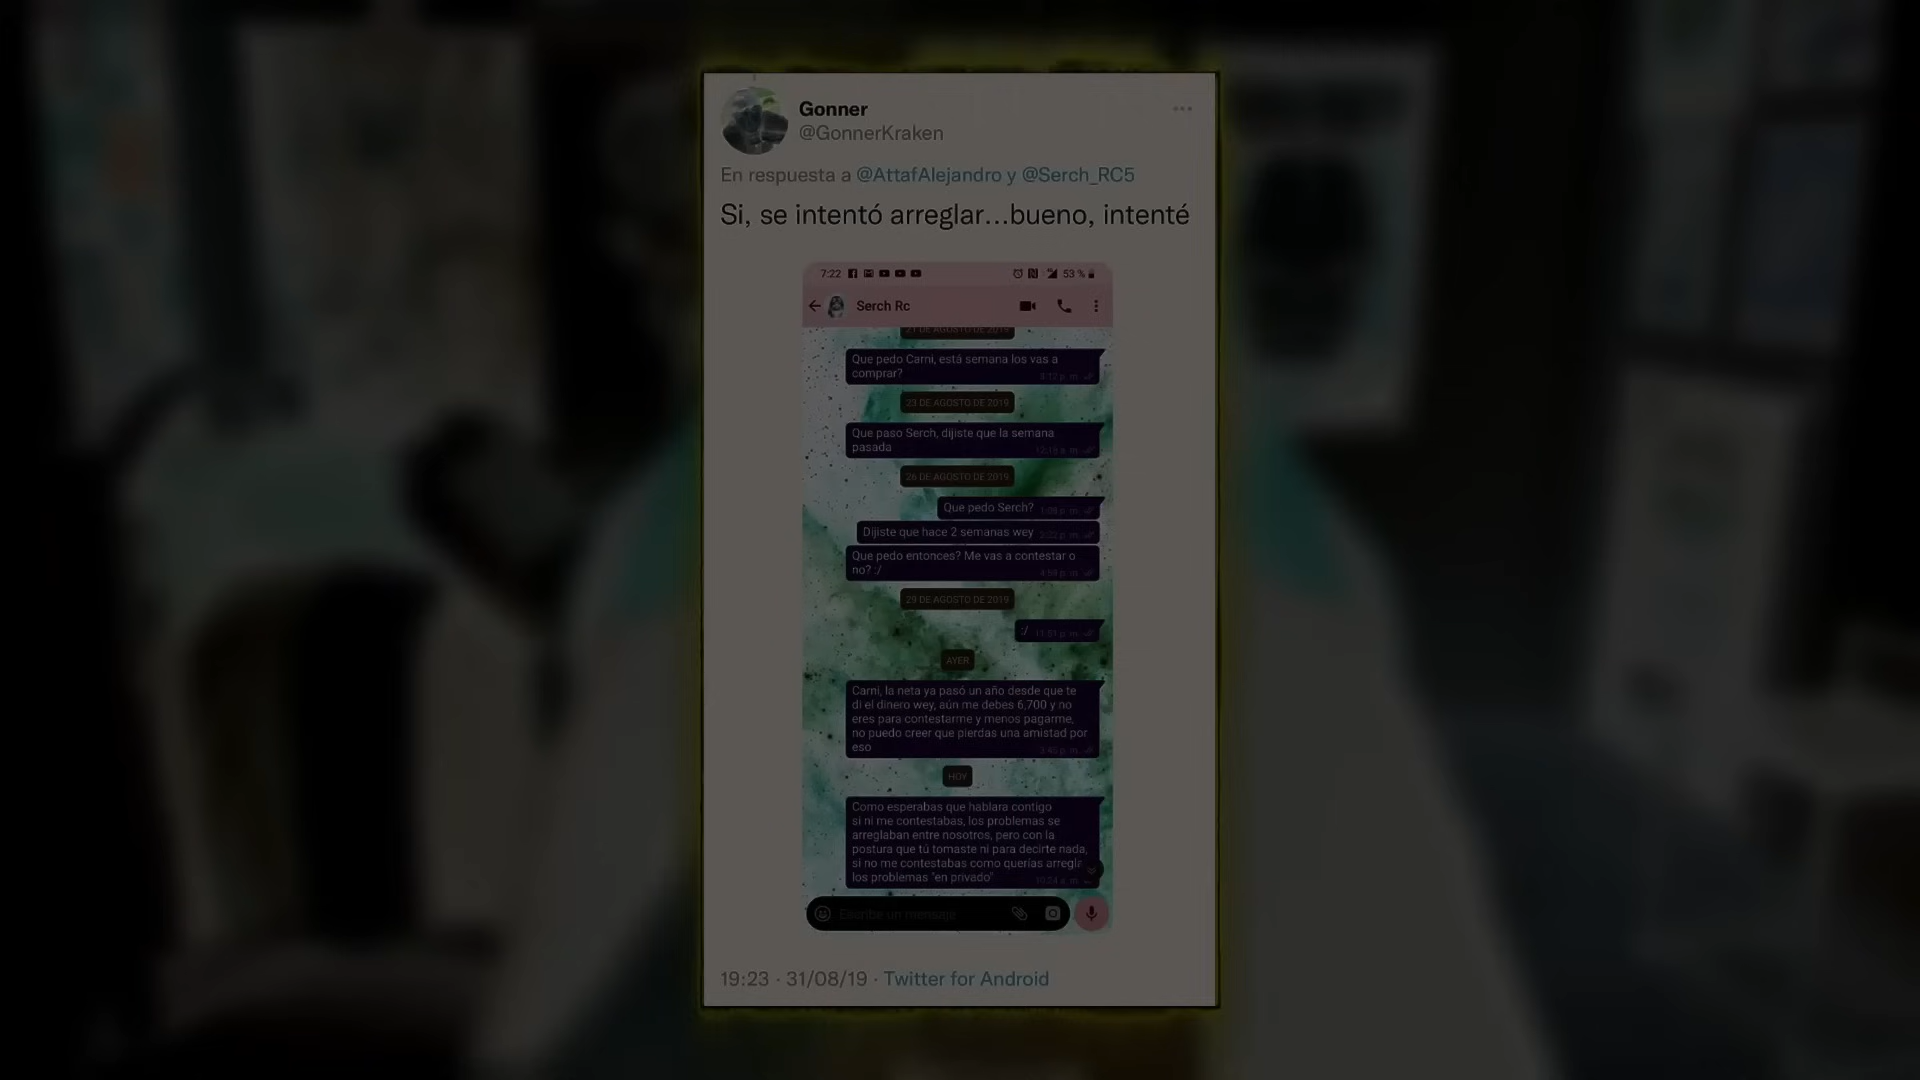 Gonner
@GonnerKraken
En respuesta a @AttafAlejandro y @Serch_RC5
Si, se intentó arreglar...bueno, intenté
7:22 53 %
Serch Rc
21 DE AGOSTO DE 2019
Que pedo Carni, está semana los vas a
comprar?
23 DE AGOSTO DE 2019
Que paso Serch, dijiste que la semana
pasada
26 DE AGOSTO DE 2019
Que pedo Serch?
Dijiste que hace 2 semanas wey
Que pedo entonces? Me vas a contestar o
no? :/
29 DE AGOSTO DE 2019
:/ 11:51 p. m.
AYER
Carni, la neta ya pasó un año desde que te
di el dinero wey, aún me debes 6,700 y no
eres para contestarme y menos pagarme,
no puedo creer que pierdas una amistad por
eso
HOY
Como esperabas que hablara contigo
si ni me contestabas, los problemas se
arreglaban entre nosotros, pero con la
postura que tú tomaste ni para decirte nada,
si no me contestabas como querías arregla
los problemas "en privado"
Escribe un mensaje
19:23 · 31/08/19 · Twitter for Android